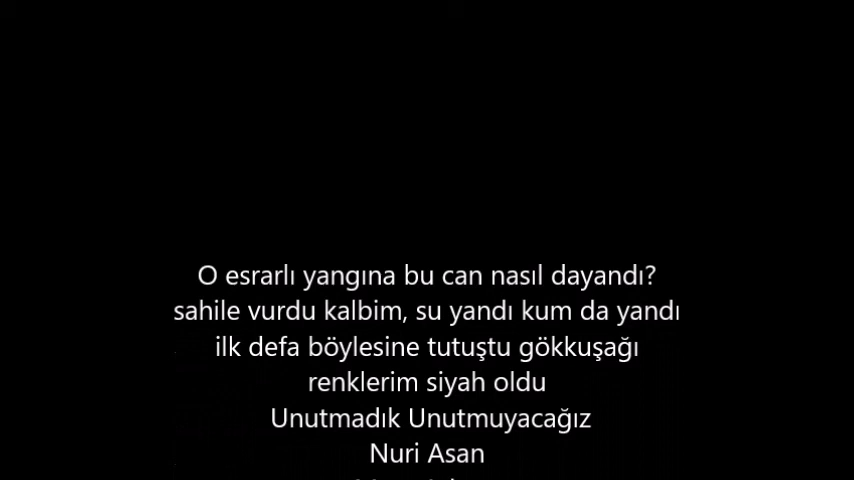 O esrarlı yangına bu can nasıl dayandı?
sahile vurdu kalbim, su yandı kum da yandı
ilk defa böylesine tutuştu gökkuşağı
renklerim siyah oldu
Unutmadık Unutmuyacağız
Nuri Asan